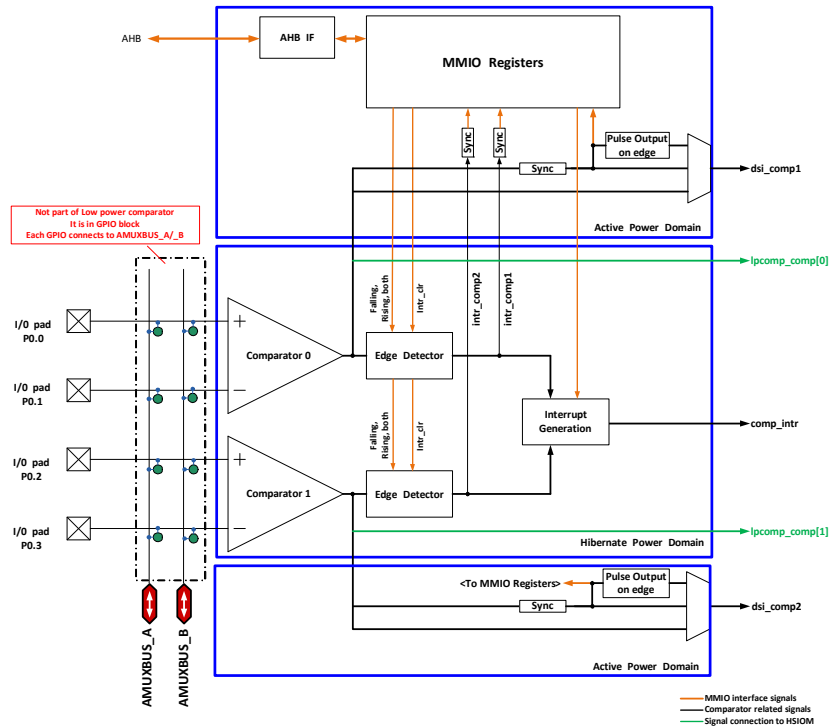 AHB
AHB IF
MMIO Registers
Sync
Sync
Pulse Output
on edge
Sync
dsi_comp1
Active Power Domain
Not part of Low power comparator
It is in GPIO block
Each GPIO connects to AMUXBUS_A/_B
lpcomp_comp[0]
Falling,
Rising, both
Intr_clr
intr_comp2
intr_comp1
I/0 pad
P0.0
+
Comparator 0
Edge Detector
I/0 pad
P0.1
−
Falling,
Rising, both
Intr_clr
Interrupt
Generation
comp_intr
I/0 pad
P0.2
+
Comparator 1
Edge Detector
I/0 pad
P0.3
−
lpcomp_comp[1]
Hibernate Power Domain
<To MMIO Registers>
Pulse Output
on edge
Sync
dsi_comp2
AMUXBUS_A
AMUXBUS_B
Active Power Domain
MMIO interface signals
Comparator related signals
Signal connection to HSIOM